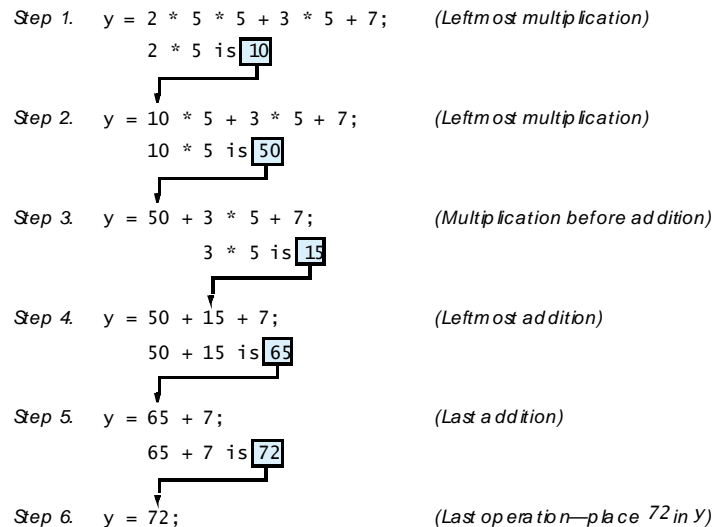 Step 1. y = 2 * 5 * 5 + 3 * 5 + 7; (Leftmost multiplication)
2 * 5 is 10
Step 2. y = 10 * 5 + 3 * 5 + 7; (Leftmost multiplication)
10 * 5 is 50
Step 3. y = 50 + 3 * 5 + 7; (Multiplication before addition)
3 * 5 is 15
Step 4. y = 50 + 15 + 7; (Leftmost addition)
50 + 15 is 65
Step 5. y = 65 + 7; (Last addition)
65 + 7 is 72
Step 6. y = 72; (Last operation—place 72 in y)